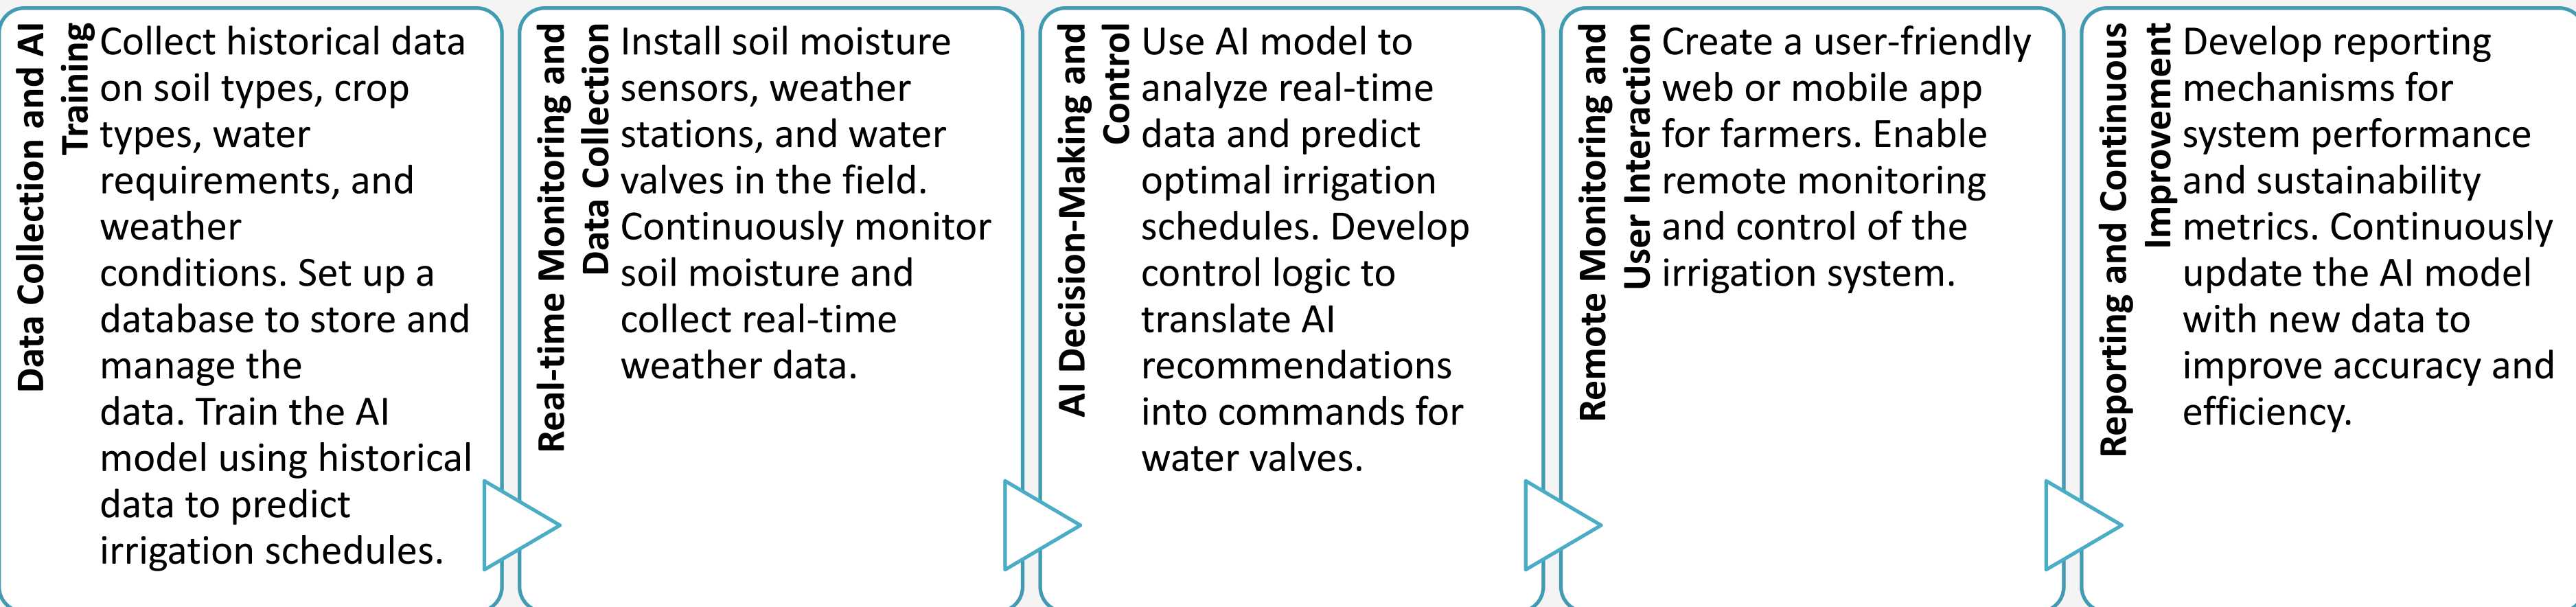 Data Collection and AI
Training
Collect historical data
on soil types, crop
types, water
requirements, and
weather
conditions. Set up a
database to store and
manage the
data. Train the AI
model using historical
data to predict
irrigation schedules.
Real-time Monitoring and
Data Collection
Install soil moisture
sensors, weather
stations, and water
valves in the field.
Continuously monitor
soil moisture and
collect real-time
weather data.
AI Decision-Making and
Control
Use AI model to
analyze real-time
data and predict
optimal irrigation
schedules. Develop
control logic to
translate AI
recommendations
into commands for
water valves.
Remote Monitoring and
User Interaction
Create a user-friendly
web or mobile app
for farmers. Enable
remote monitoring
and control of the
irrigation system.
Reporting and Continuous
Improvement
Develop reporting
mechanisms for
system performance
and sustainability
metrics. Continuously
update the AI model
with new data to
improve accuracy and
efficiency.